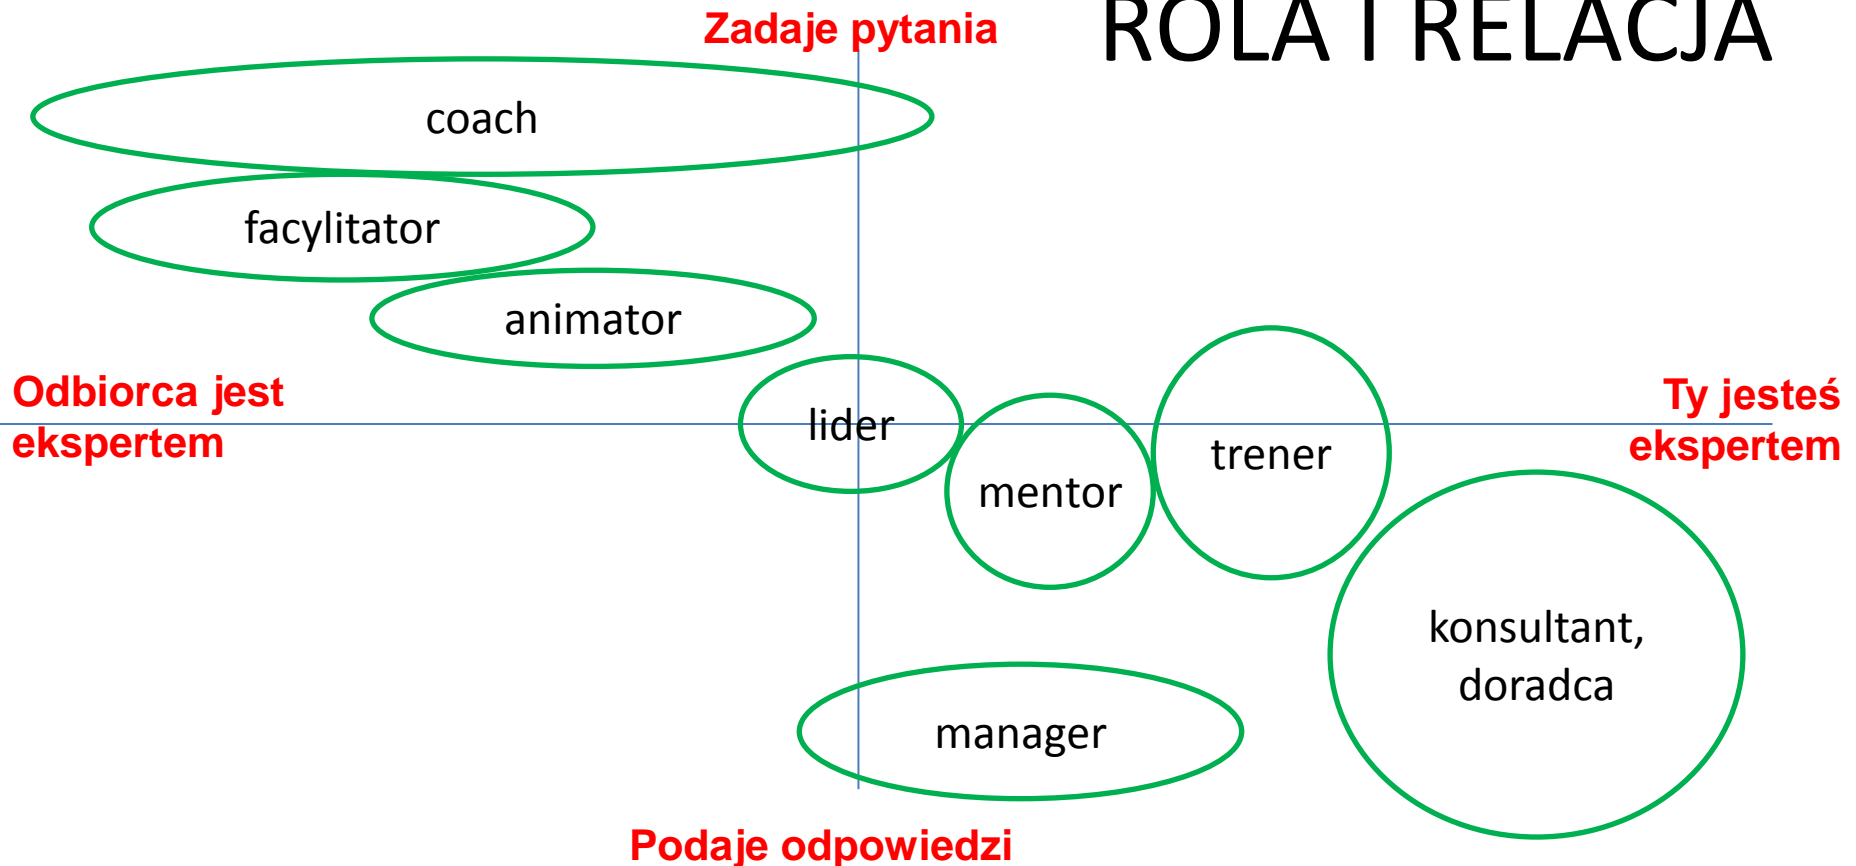 ROLA I RELACJA
Zadaje pytania
coach
facylitator
animator
Odbiorca jest
ekspertem
lider
mentor
trener
Ty jesteś
ekspertem
konsultant,
doradca
manager
Podaje odpowiedzi